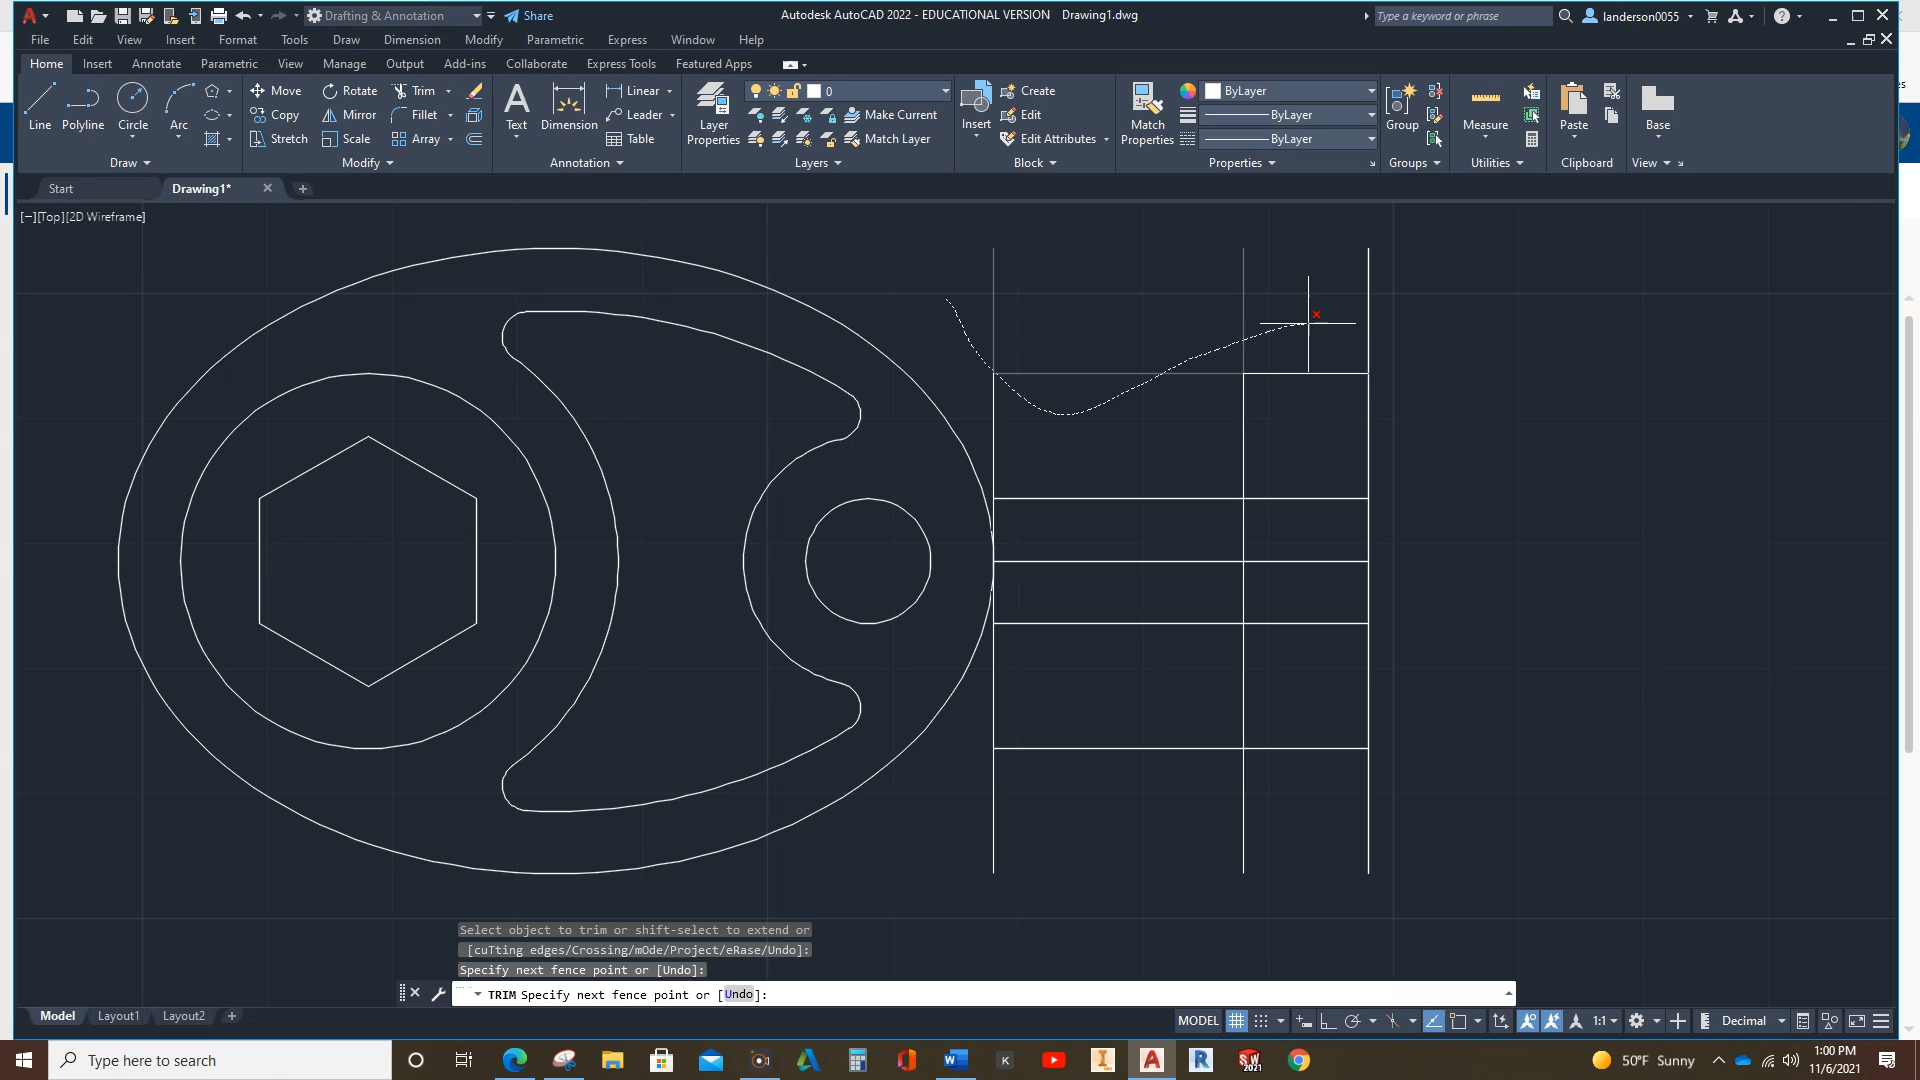 Drafting & Annotation
Share
Autodesk AutoCAD 2022 - EDUCATIONAL VERSION Drawing1.dwg
Type a keyword or phrase
landerson0055
File Edit View Insert Format Tools Draw Dimension Modify Parametric Express Window Help
Home Insert Annotate Parametric View Manage Output Add-ins Collaborate Express Tools Featured Apps
Line Polyline Circle Arc
Draw
Move Rotate Trim
Copy Mirror Fillet
Stretch Scale Array
Modify
Text Dimension
Linear
Leader
Table
Annotation
Layer Properties
0
Make Current
Match Layer
Layers
Insert
Create
Edit
Edit Attributes
Block
Match Properties
ByLayer
ByLayer
ByLayer
Properties
Group
Groups
Measure
Utilities
Paste
Clipboard
Base
View
Start Drawing1*
[−][Top][2D Wireframe]
Select object to trim or shift-select to extend or
[cuTting edges/Crossing/mOde/Project/eRase/Undo]:
Specify next fence point or [Undo]:
TRIM Specify next fence point or [Undo]:
Model Layout1 Layout2
MODEL 1:1 Decimal
Type here to search
50°F Sunny
1:00 PM
11/6/2021